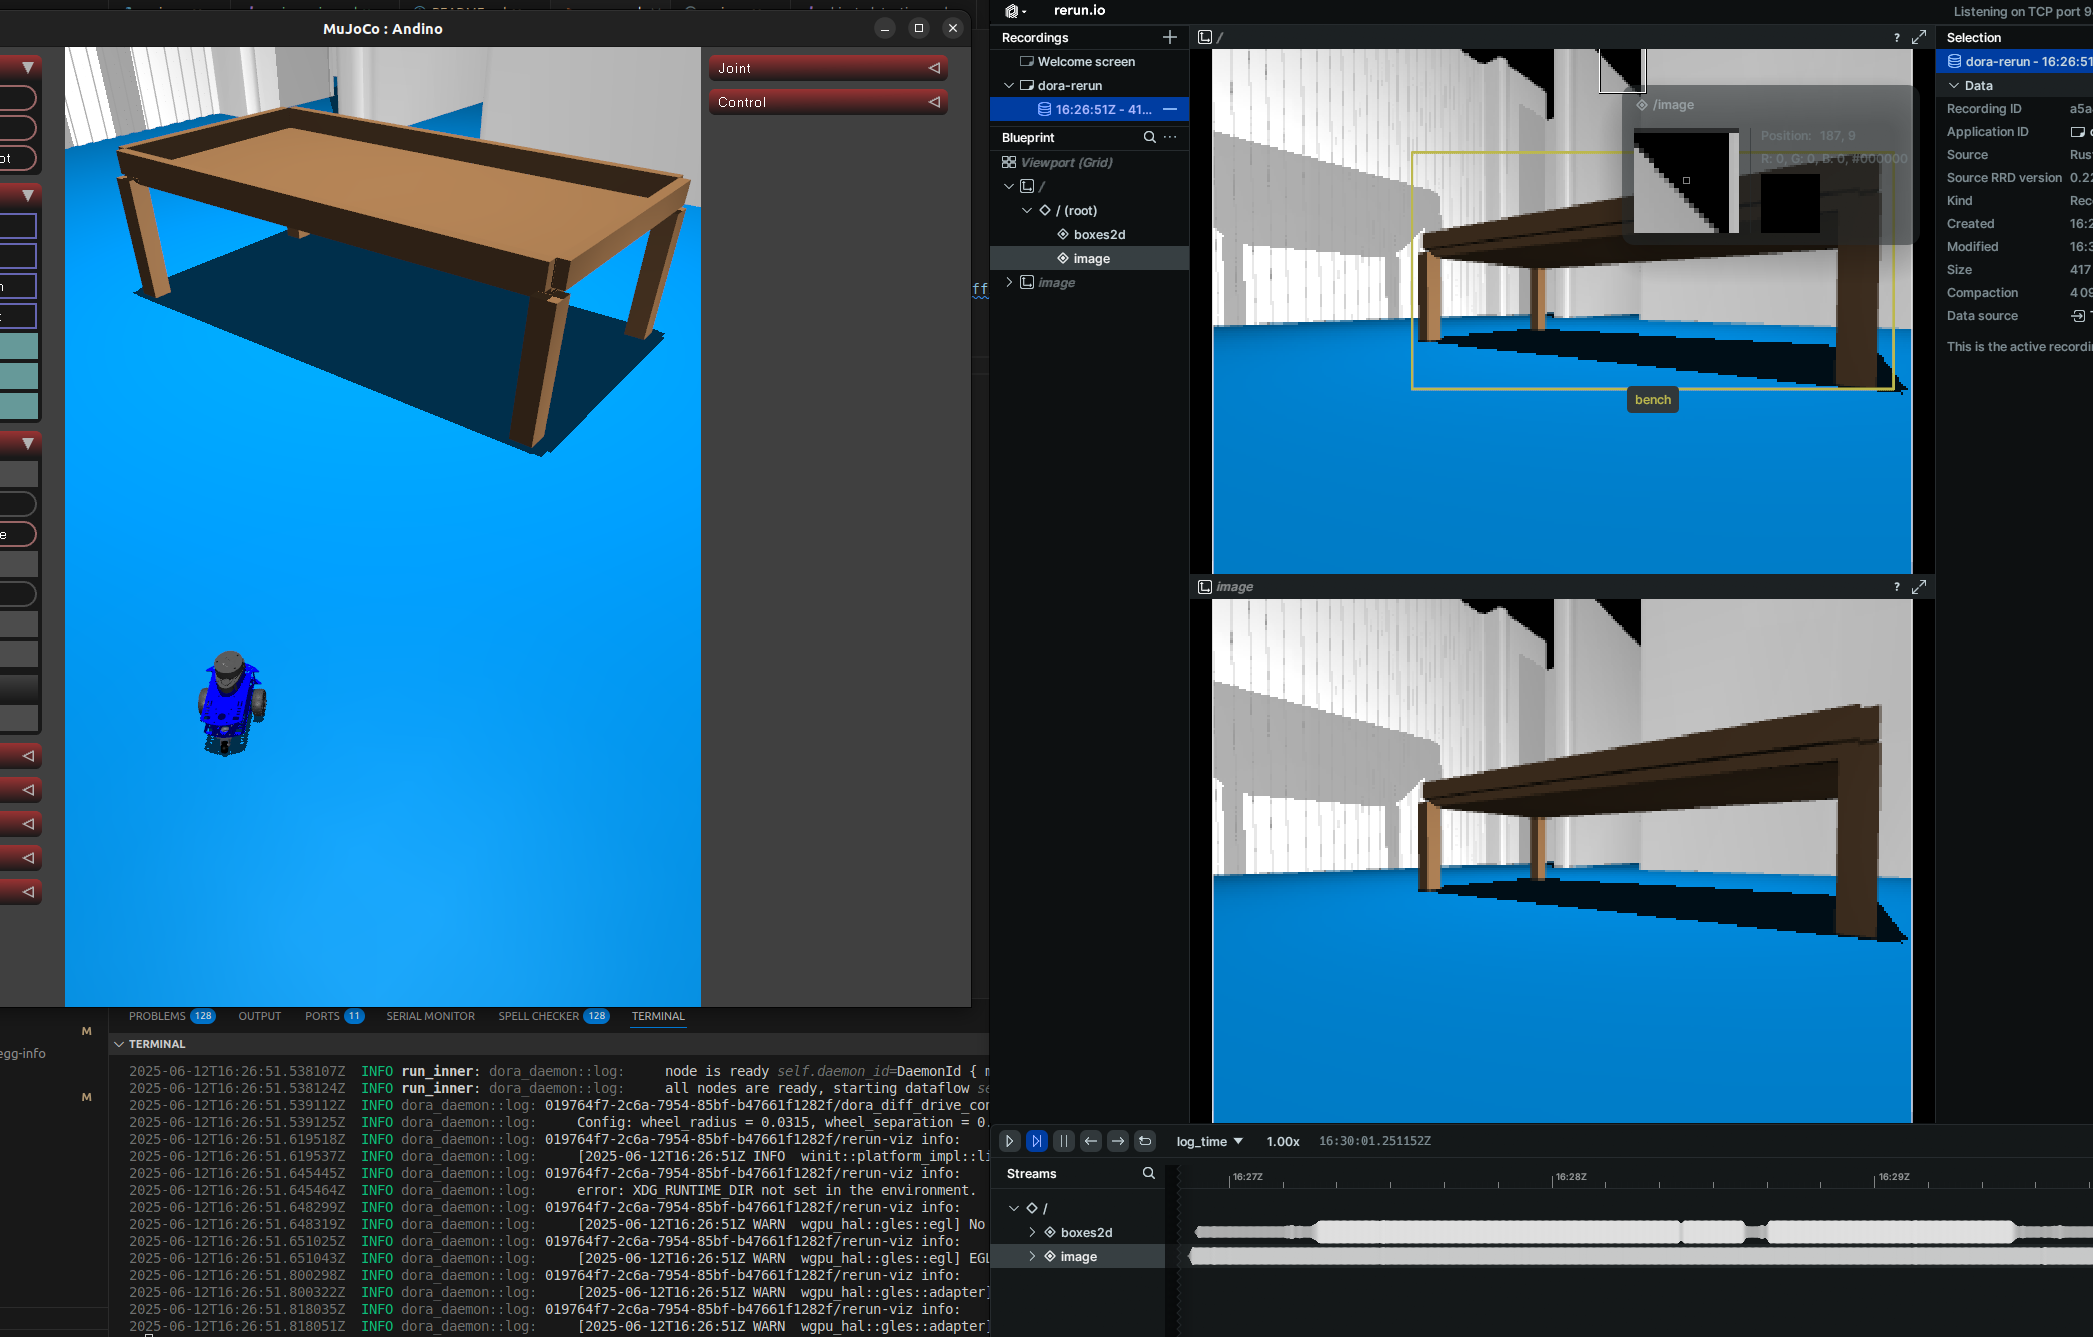 MuJoCo : Andino
Joint
Control
ot
n
t
e
ff
rerun.io
Listening on TCP port 9
Recordings
Welcome screen
dora-rerun
16:26:51Z - 41...
Blueprint
Viewport (Grid)
/
/ (root)
boxes2d
image
image
/
?
/image
Position: 187, 9
R: 0, G: 0, B: 0, #000000
bench
image
?
Selection
dora-rerun - 16:26:51
Data
Recording ID a5a
Application ID
Source Rus
Source RRD version 0.22
Kind Rec
Created 16:2
Modified 16:3
Size 417
Compaction 4 09
Data source
This is the active recordin
M
egg-info
M
PROBLEMS 128 OUTPUT PORTS 11 SERIAL MONITOR SPELL CHECKER 128 TERMINAL
TERMINAL
2025-06-12T16:26:51.538107Z INFO run_inner: dora_daemon::log: node is ready self.daemon_id=DaemonId { m
2025-06-12T16:26:51.538124Z INFO run_inner: dora_daemon::log: all nodes are ready, starting dataflow se
2025-06-12T16:26:51.539112Z INFO dora_daemon::log: 019764f7-2c6a-7954-85bf-b47661f1282f/dora_diff_drive_con
2025-06-12T16:26:51.539125Z INFO dora_daemon::log: Config: wheel_radius = 0.0315, wheel_separation = 0.
2025-06-12T16:26:51.619518Z INFO dora_daemon::log: 019764f7-2c6a-7954-85bf-b47661f1282f/rerun-viz info:
2025-06-12T16:26:51.619537Z INFO dora_daemon::log: [2025-06-12T16:26:51Z INFO winit::platform_impl::li
2025-06-12T16:26:51.645445Z INFO dora_daemon::log: 019764f7-2c6a-7954-85bf-b47661f1282f/rerun-viz info:
2025-06-12T16:26:51.645464Z INFO dora_daemon::log: error: XDG_RUNTIME_DIR not set in the environment.
2025-06-12T16:26:51.648299Z INFO dora_daemon::log: 019764f7-2c6a-7954-85bf-b47661f1282f/rerun-viz info:
2025-06-12T16:26:51.648319Z INFO dora_daemon::log: [2025-06-12T16:26:51Z WARN wgpu_hal::gles::egl] No
2025-06-12T16:26:51.651025Z INFO dora_daemon::log: 019764f7-2c6a-7954-85bf-b47661f1282f/rerun-viz info:
2025-06-12T16:26:51.651043Z INFO dora_daemon::log: [2025-06-12T16:26:51Z WARN wgpu_hal::gles::egl] EGL
2025-06-12T16:26:51.800298Z INFO dora_daemon::log: 019764f7-2c6a-7954-85bf-b47661f1282f/rerun-viz info:
2025-06-12T16:26:51.800322Z INFO dora_daemon::log: [2025-06-12T16:26:51Z WARN wgpu_hal::gles::adapter]
2025-06-12T16:26:51.818035Z INFO dora_daemon::log: 019764f7-2c6a-7954-85bf-b47661f1282f/rerun-viz info:
2025-06-12T16:26:51.818051Z INFO dora_daemon::log: [2025-06-12T16:26:51Z WARN wgpu_hal::gles::adapter]
log_time 1.00x 16:30:01.251152Z
Streams
16:27Z 16:28Z 16:29Z
/
boxes2d
image